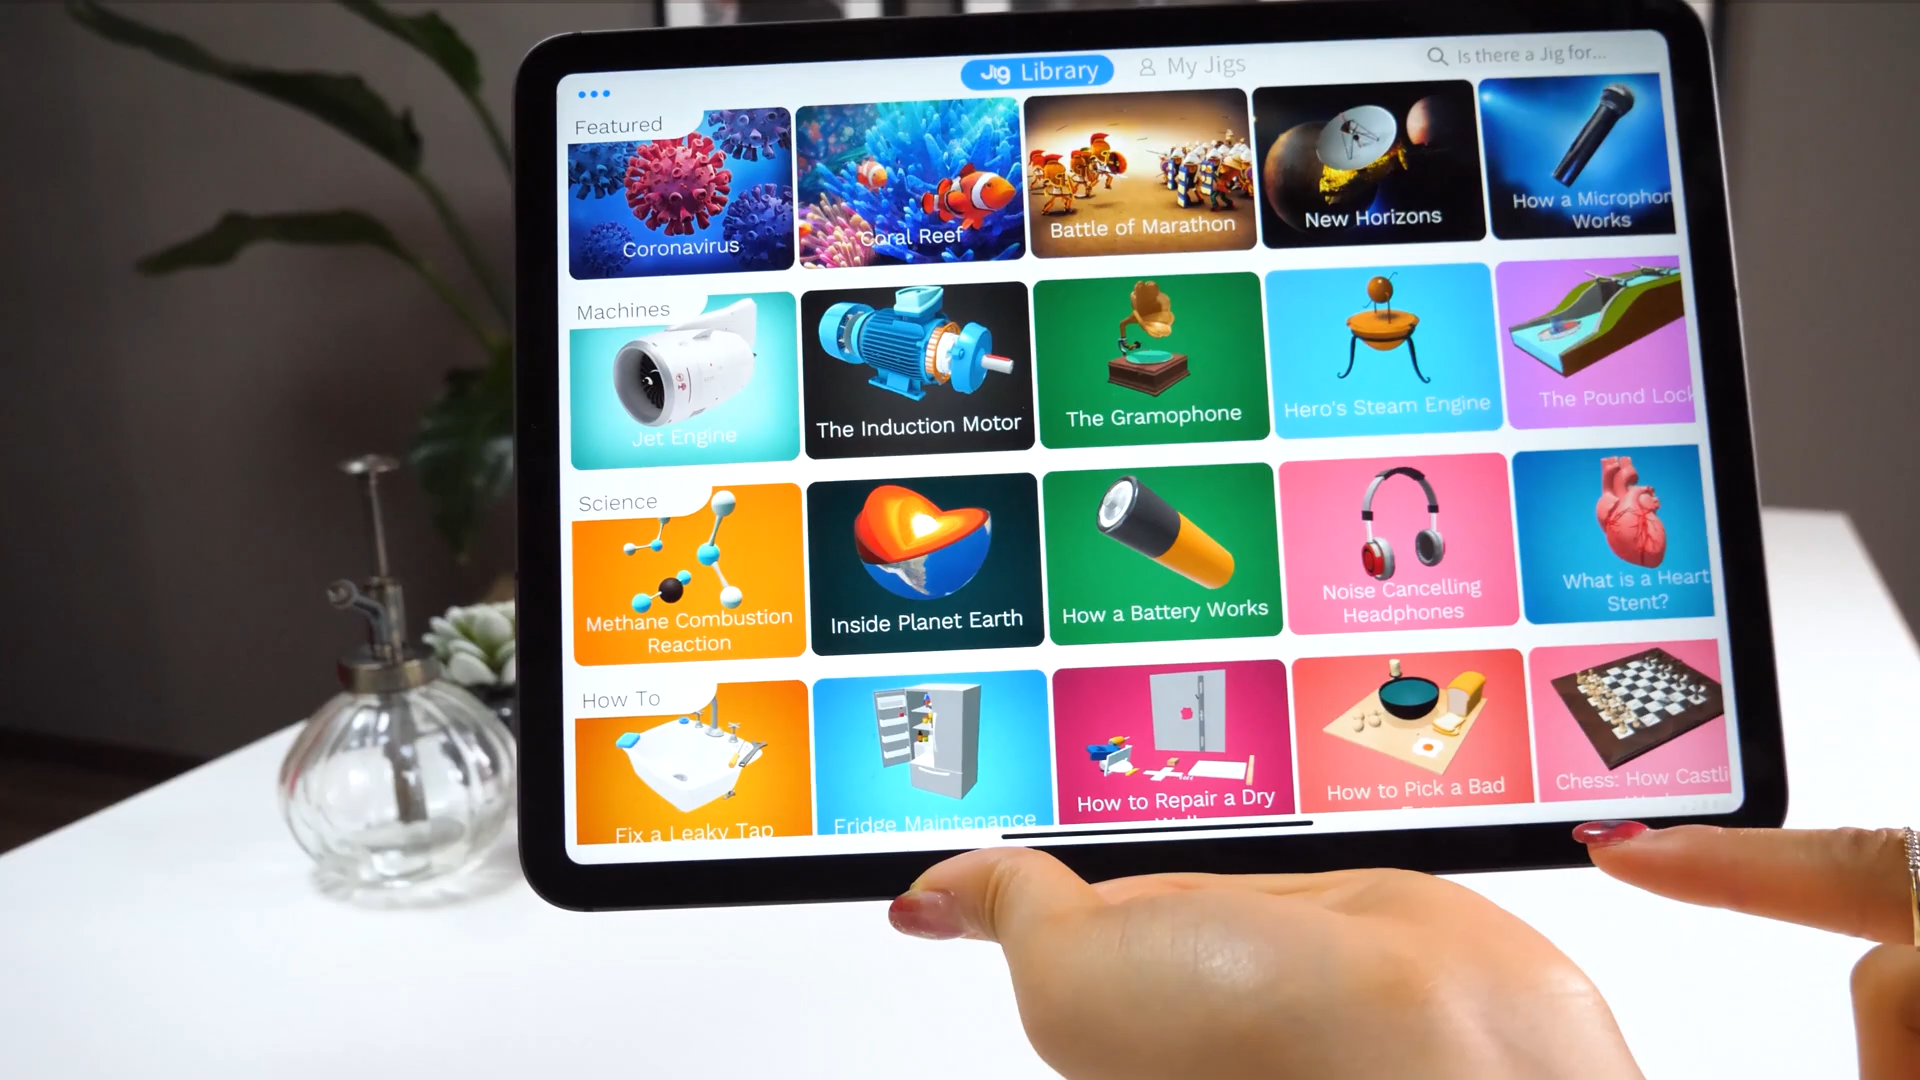 Jig Library
My Jigs
Is there a Jig for...
Featured
Coronavirus
Coral Reef
Battle of Marathon
New Horizons
How a Microphon
Works
Machines
Jet Engine
The Induction Motor
The Gramophone
Hero's Steam Engine
The Pound Lock
Science
Methane Combustion
Reaction
Inside Planet Earth
How a Battery Works
Noise Cancelling
Headphones
What is a Heart
Stent?
How To
Fix a Leaky Tap
Fridge Maintenance
How to Repair a Dry
How to Pick a Bad
Chess: How Castli